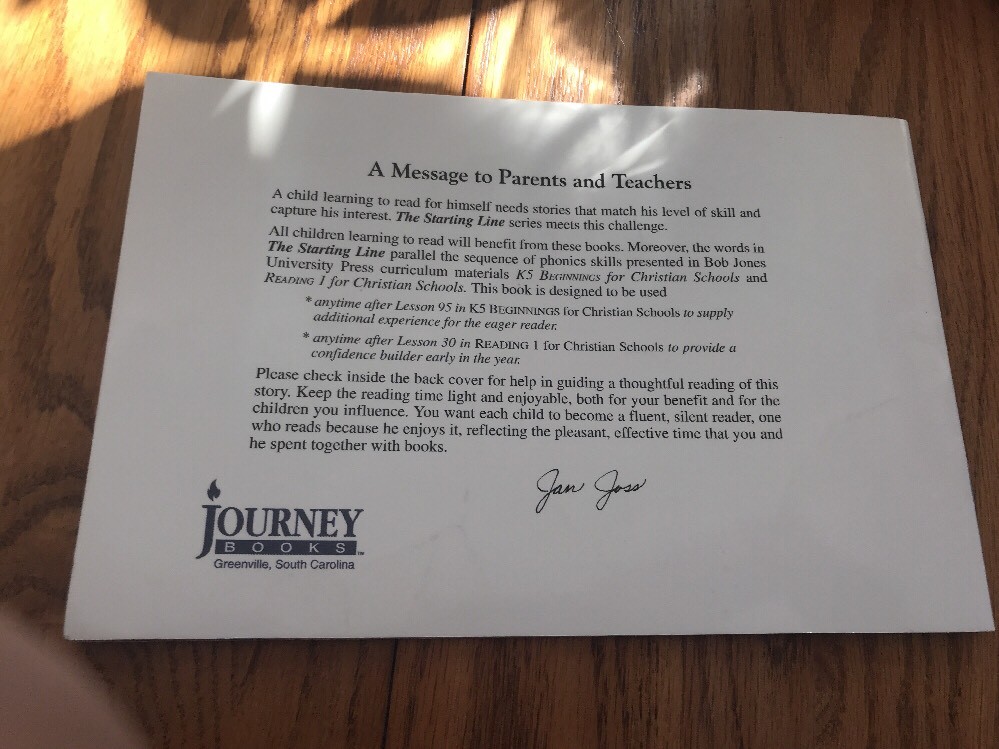 A Message to Parents and Teachers
A child learning to read for himself needs stories that match his level of skill and
capture his interest. The Starting Line series meets this challenge.
All children learning to read will benefit from these books. Moreover, the words in
The Starting Line parallel the sequence of phonics skills presented in Bob Jones
University Press curriculum materials K5 BEGINNINGS for Christian Schools and
READING 1 for Christian Schools. This book is designed to be used
* anytime after Lesson 95 in K5 BEGINNINGS for Christian Schools to supply
additional experience for the eager reader.
* anytime after Lesson 30 in READING 1 for Christian Schools to provide a
confidence builder early in the year.
Please check inside the back cover for help in guiding a thoughtful reading of this
story. Keep the reading time light and enjoyable, both for your benefit and for the
children you influence. You want each child to become a fluent, silent reader, one
who reads because he enjoys it, reflecting the pleasant, effective time that you and
he spent together with books.
Jan Joss
JOURNEY
BOOKS™
Greenville, South Carolina